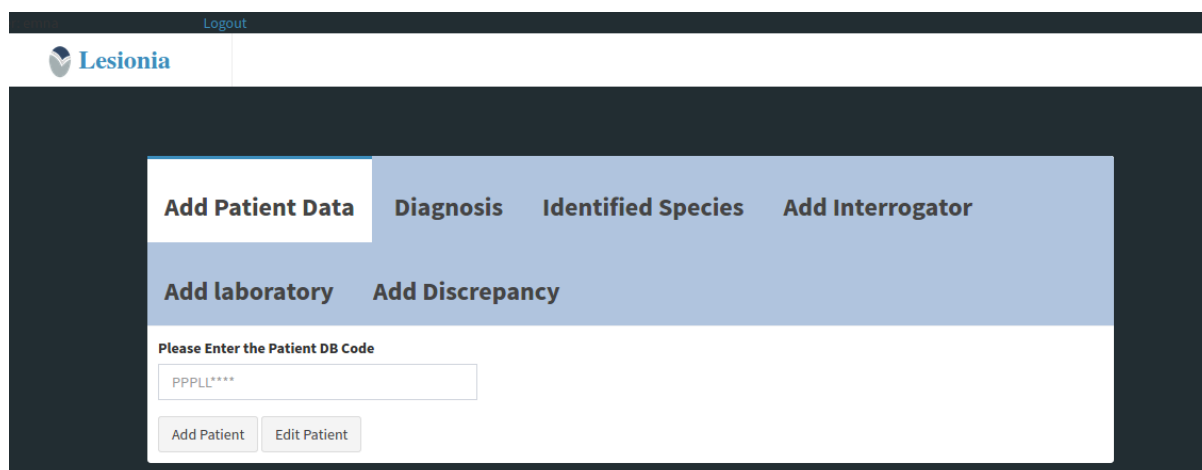 Logout
Lesionia
Add Patient Data Diagnosis Identified Species Add Interrogator
Add laboratory Add Discrepancy
Please Enter the Patient DB Code
PPPLL****
Add Patient Edit Patient